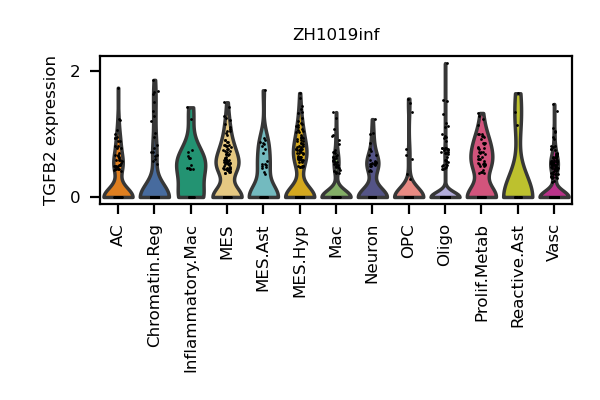 ZH1019inf
TGFB2 expression
2
0
AC
Chromatin.Reg
Inflammatory.Mac
MES
MES.Ast
MES.Hyp
Mac
Neuron
OPC
Oligo
Prolif.Metab
Reactive.Ast
Vasc